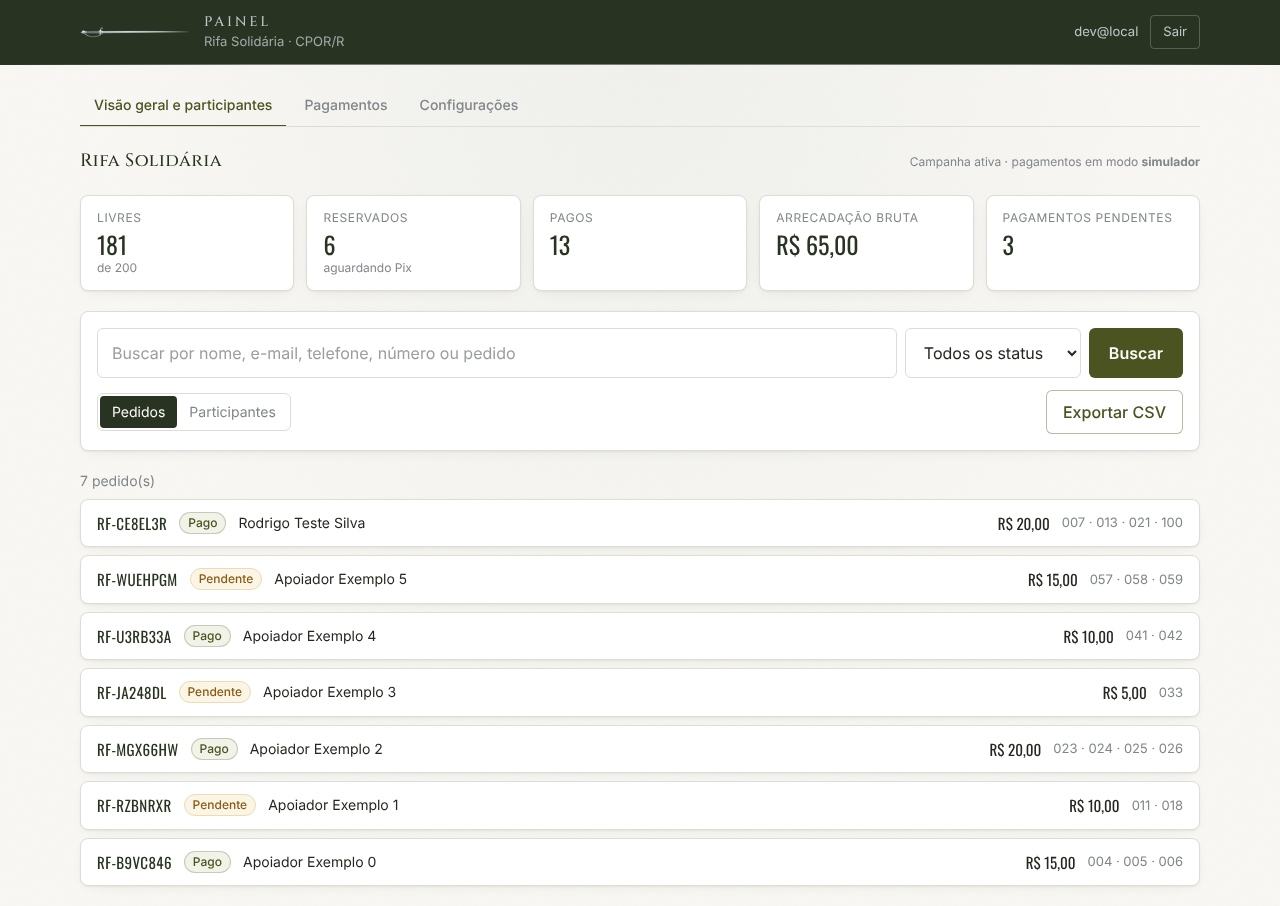 PAINEL
Rifa Solidária · CPOR/R
dev@local
Sair
Visão geral e participantes
Pagamentos
Configurações
Rifa Solidária
Campanha ativa · pagamentos em modo simulador
LIVRES
181
de 200
RESERVADOS
6
aguardando Pix
PAGOS
13
ARRECADAÇÃO BRUTA
R$ 65,00
PAGAMENTOS PENDENTES
3
Buscar por nome, e-mail, telefone, número ou pedido
Todos os status
Buscar
Pedidos
Participantes
Exportar CSV
7 pedido(s)
RF-CE8EL3R Pago Rodrigo Teste Silva R$ 20,00 007 · 013 · 021 · 100
RF-WUEHPGM Pendente Apoiador Exemplo 5 R$ 15,00 057 · 058 · 059
RF-U3RB33A Pago Apoiador Exemplo 4 R$ 10,00 041 · 042
RF-JA248DL Pendente Apoiador Exemplo 3 R$ 5,00 033
RF-MGX66HW Pago Apoiador Exemplo 2 R$ 20,00 023 · 024 · 025 · 026
RF-RZBNRXR Pendente Apoiador Exemplo 1 R$ 10,00 011 · 018
RF-B9VC846 Pago Apoiador Exemplo 0 R$ 15,00 004 · 005 · 006